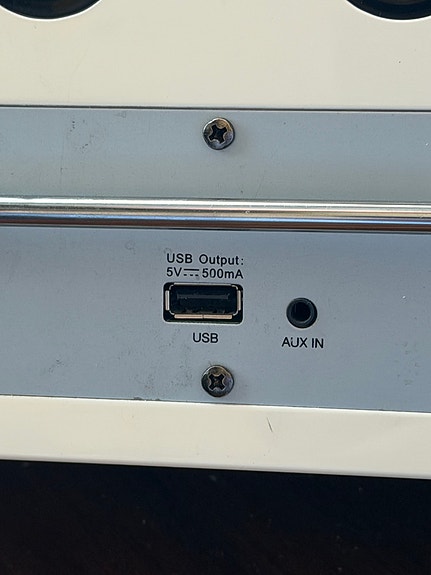 USB Output:
5V⎓500mA
USB
AUX IN